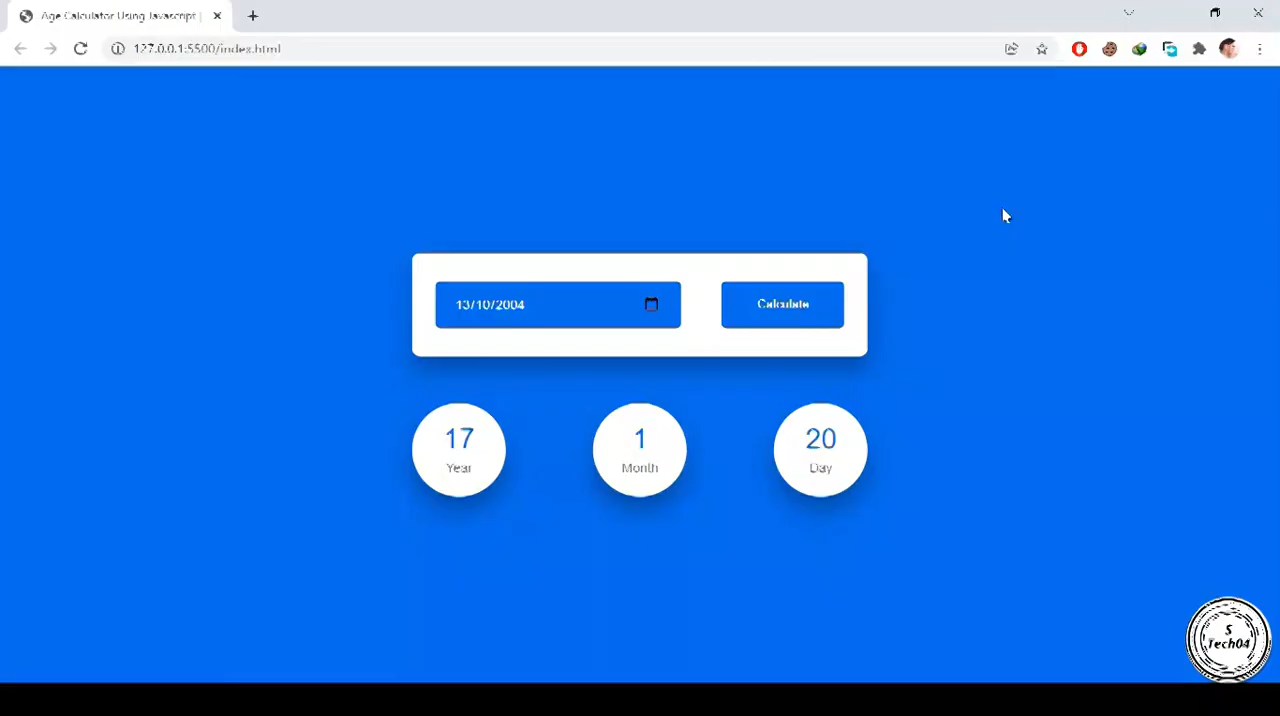 Age Calculator Using Javascript |
127.0.0.1:5500/index.html
13/10/2004
Calculate
17
Year
1
Month
20
Day
S
Tech04